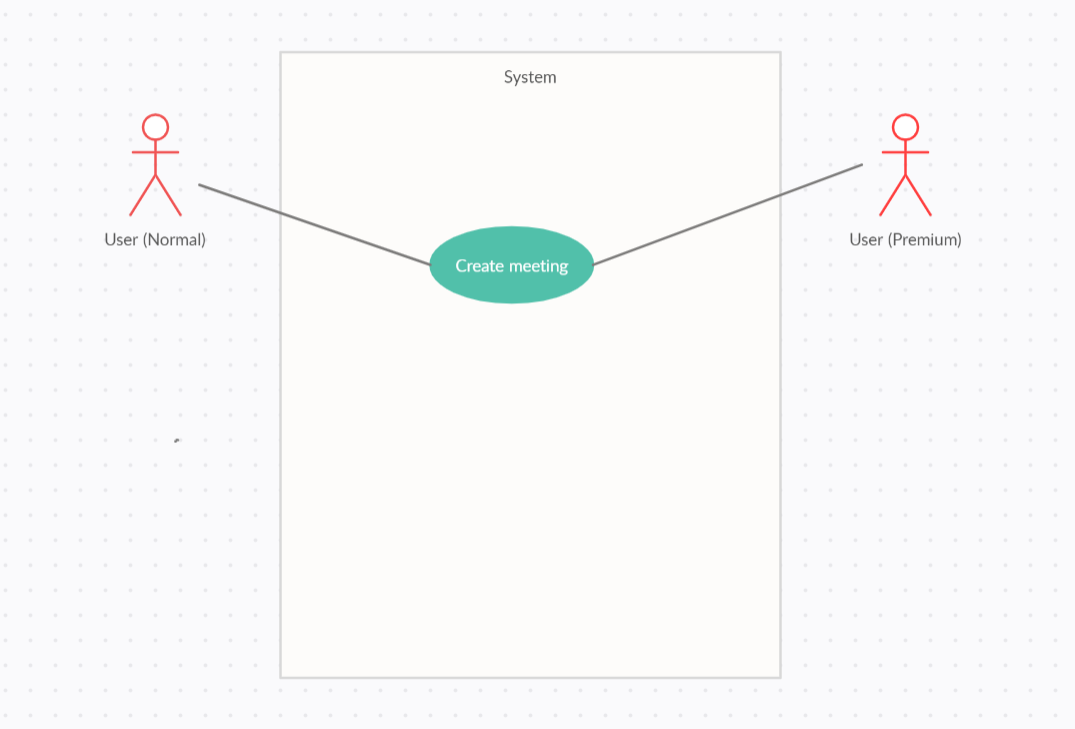 System
User (Normal)
User (Premium)
Create meeting